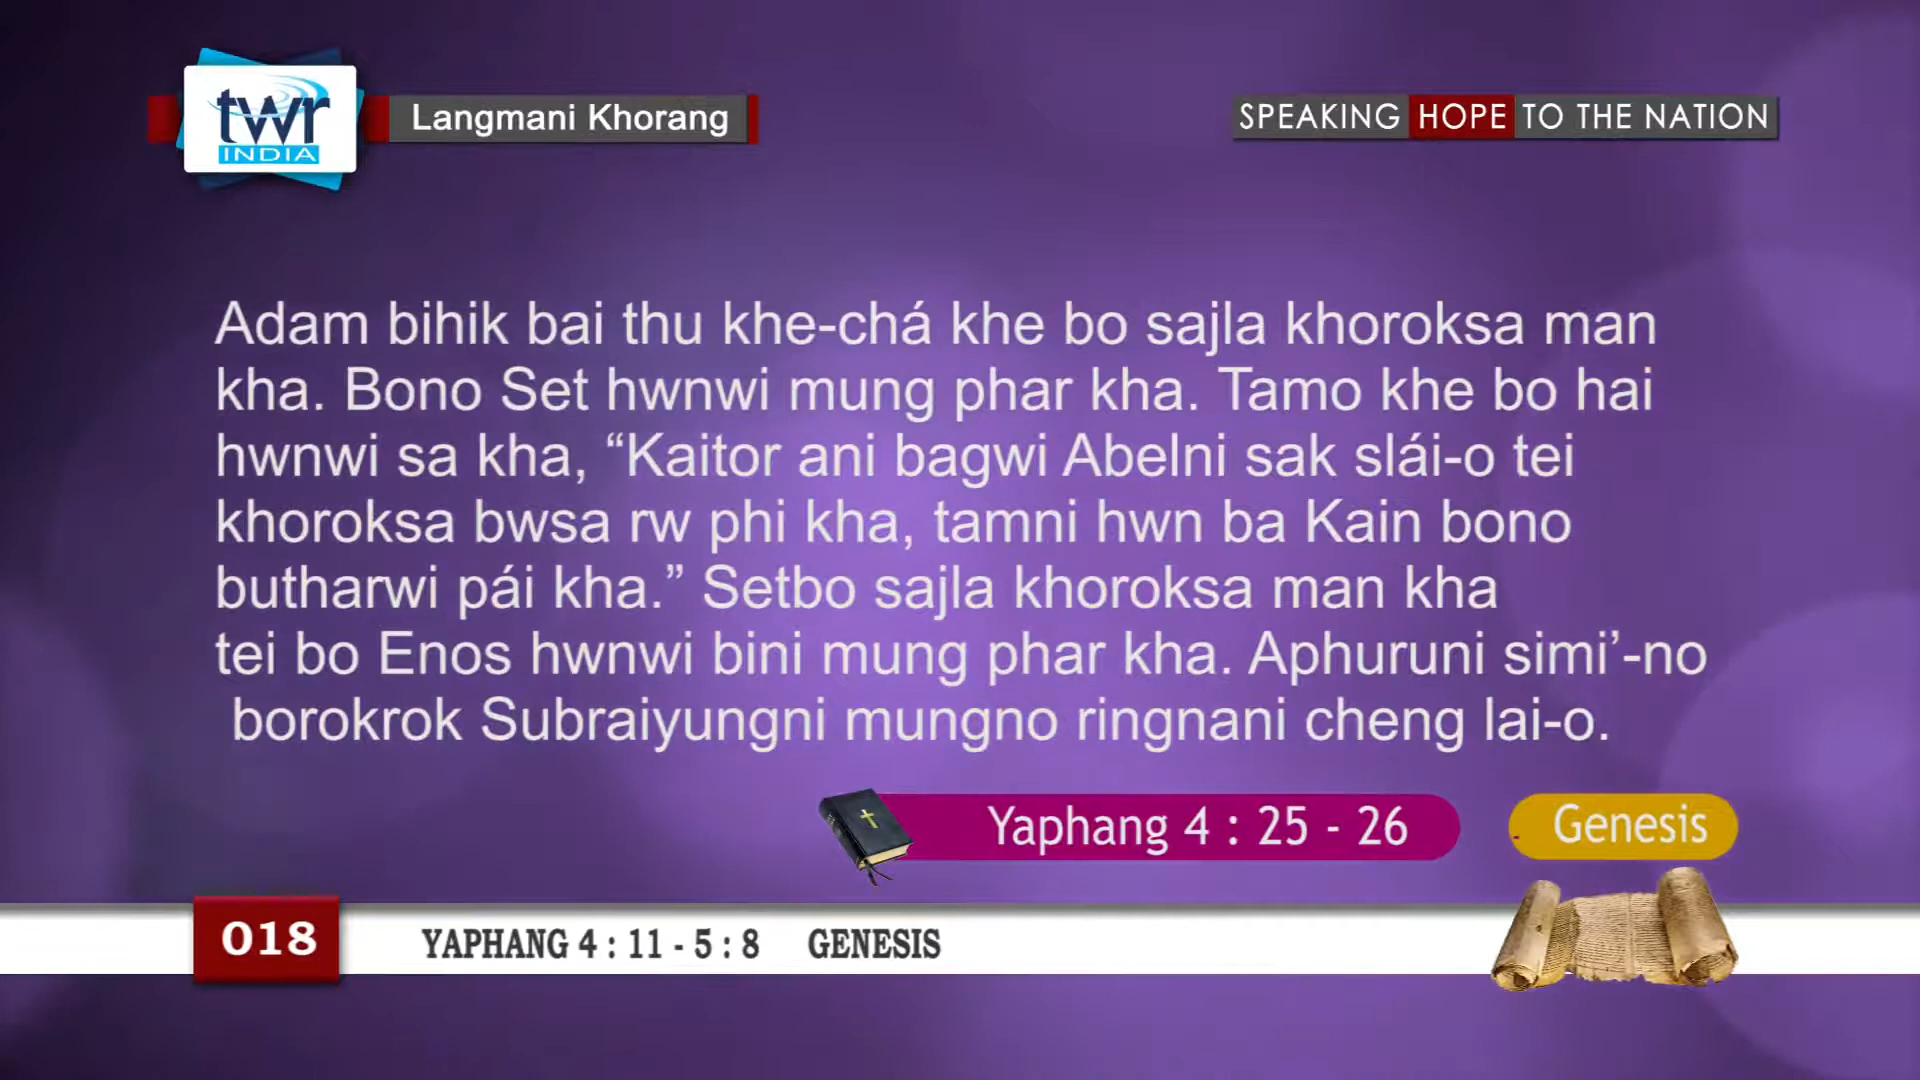 twr
INDIA
Langmani Khorang
SPEAKING HOPE TO THE NATION
Adam bihik bai thu khe-chá khe bo sajla khoroksa man
kha. Bono Set hwnwi mung phar kha. Tamo khe bo hai
hwnwi sa kha, “Kaitor ani bagwi Abelni sak slái-o tei
khoroksa bwsa rw phi kha, tamni hwn ba Kain bono
butharwi pái kha.” Setbo sajla khoroksa man kha
tei bo Enos hwnwi bini mung phar kha. Aphuruni simi’-no
borokrok Subraiyungni mungno ringnani cheng lai-o.
Yaphang 4 : 25 - 26
Genesis
018
YAPHANG 4 : 11 - 5 : 8 GENESIS